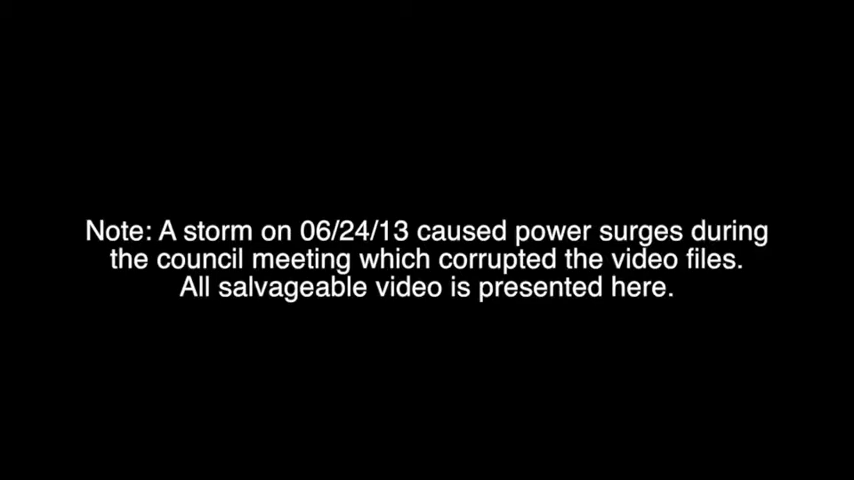 Note: A storm on 06/24/13 caused power surges during
the council meeting which corrupted the video files.
All salvageable video is presented here.